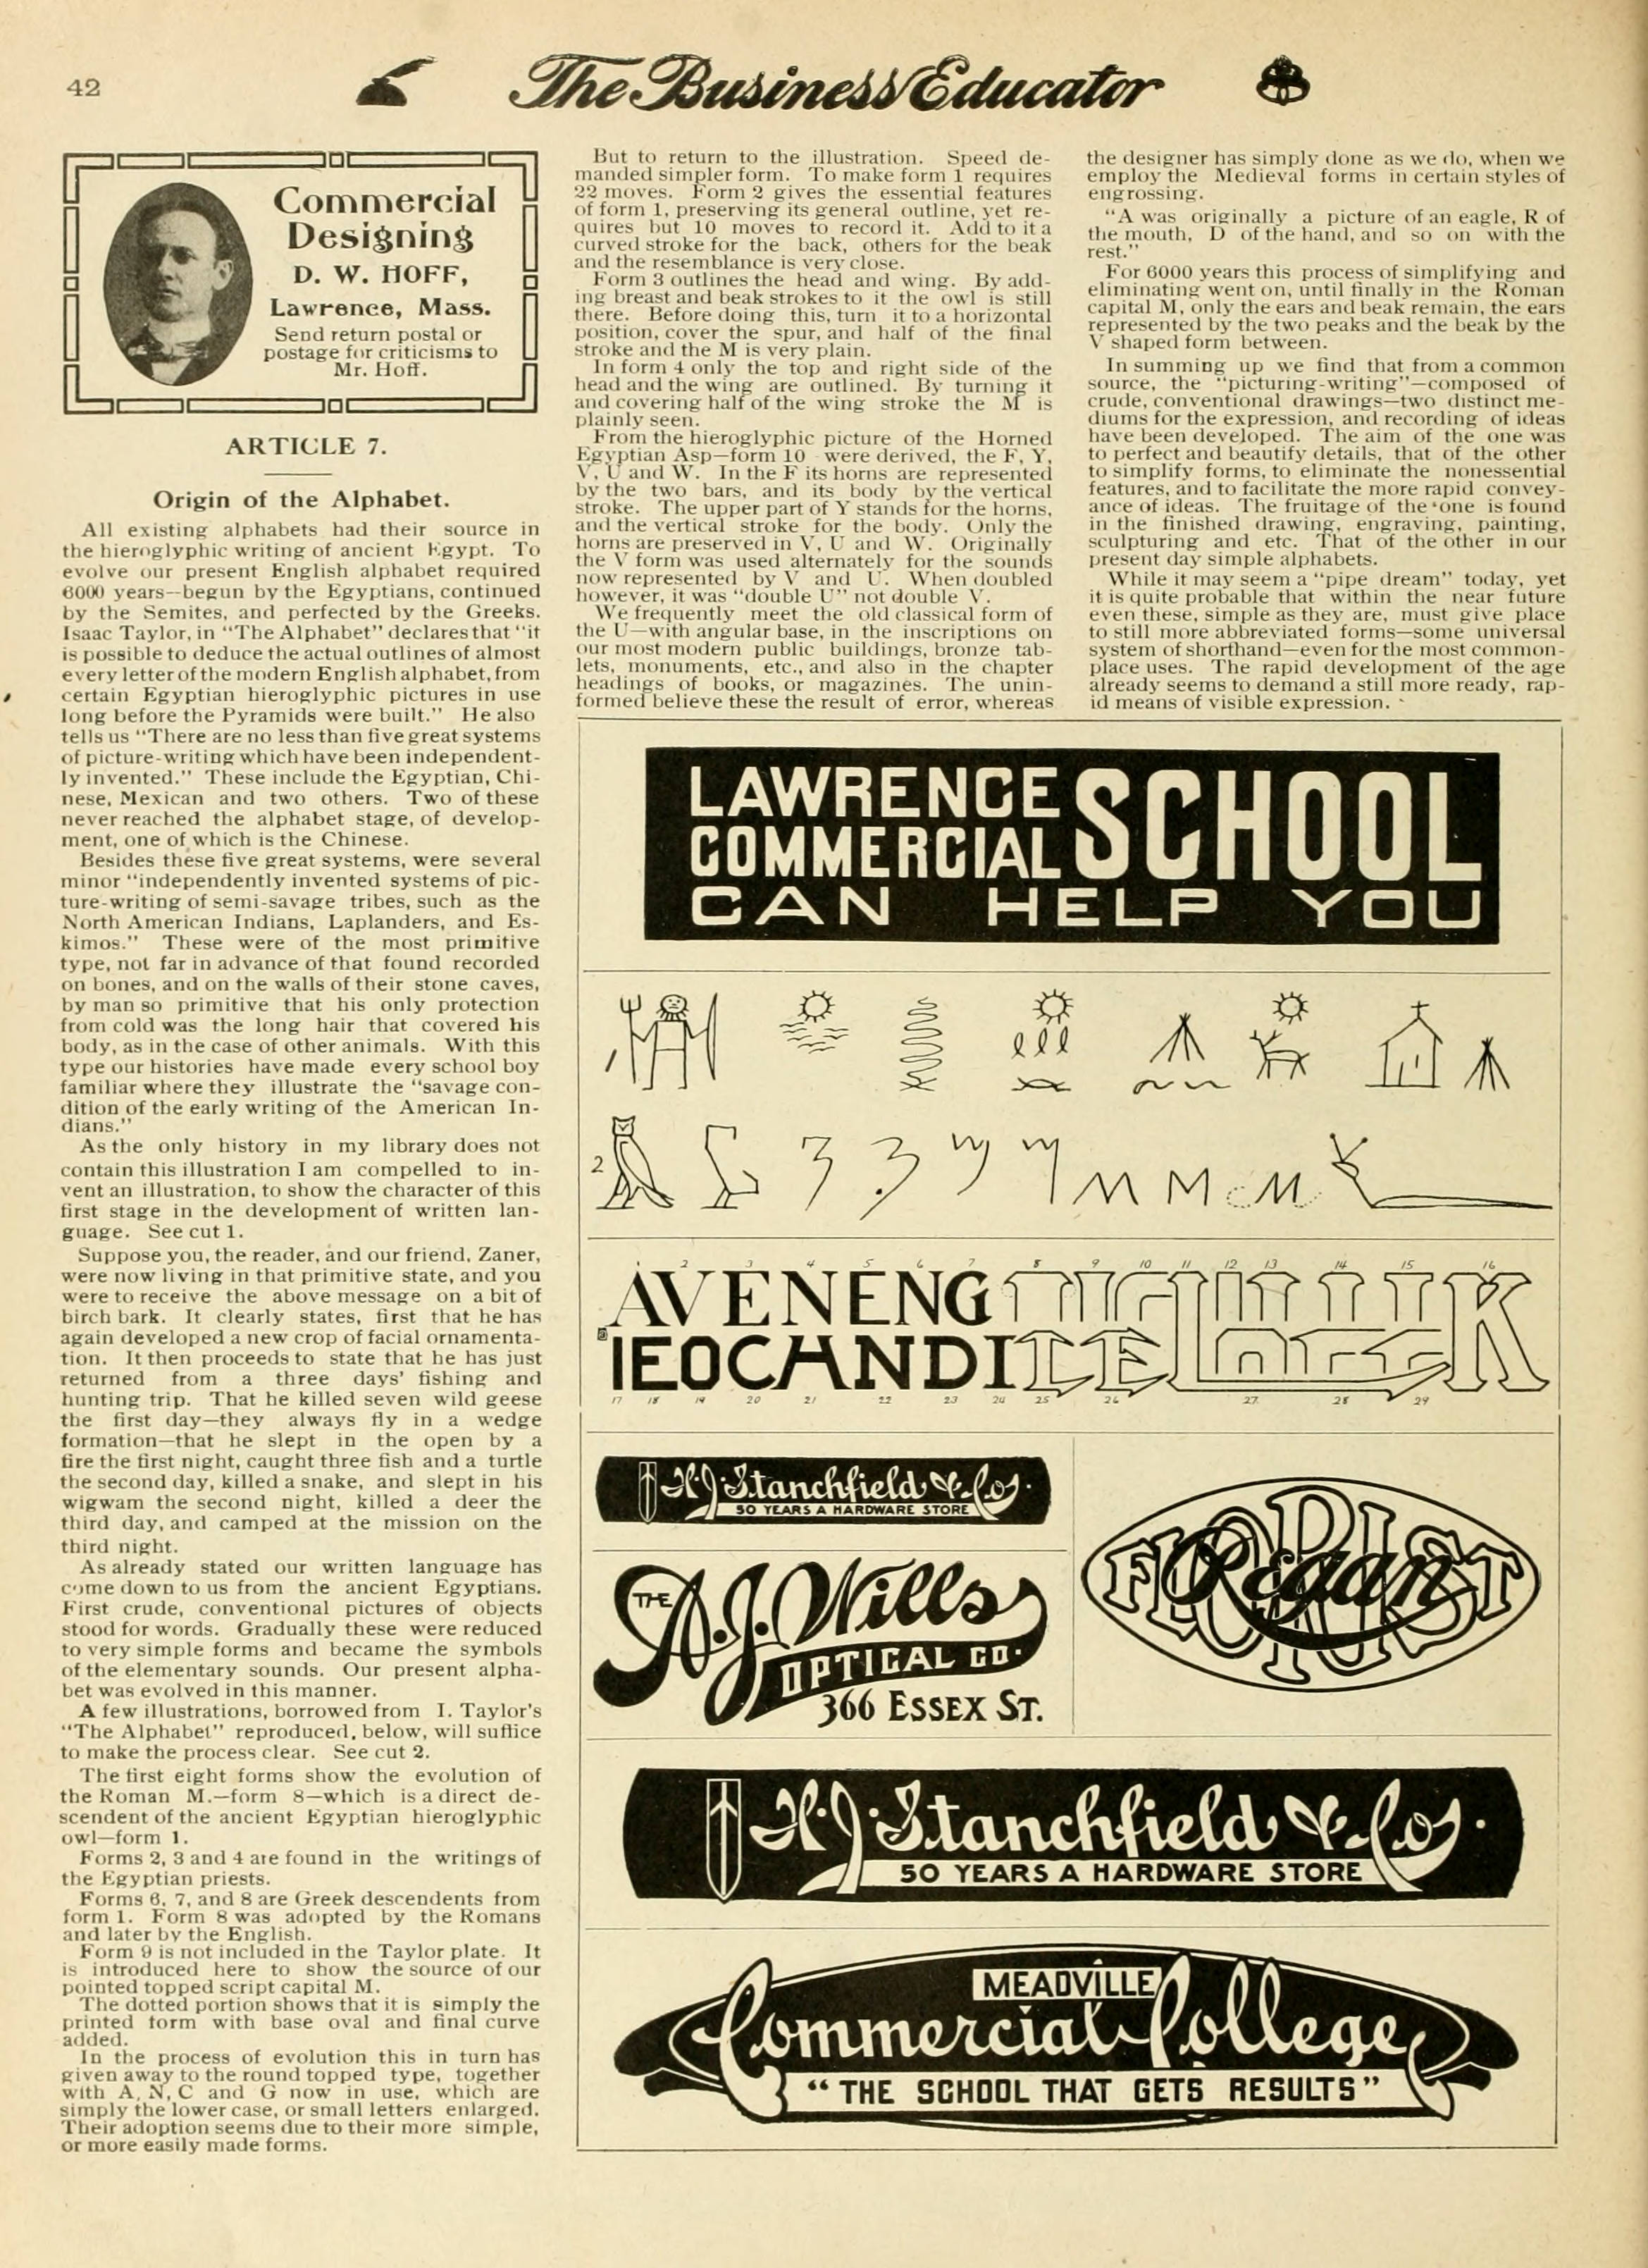 42
The Business Educator
Commercial
Designing
D. W. HOFF,
Lawrence, Mass.
Send return postal or
postage for criticisms to
Mr. Hoff.
ARTICLE 7.
Origin of the Alphabet.
All existing alphabets had their source in
the hieroglyphic writing of ancient Egypt. To
evolve our present English alphabet required
6000 years--begun by the Egyptians, continued
by the Semites, and perfected by the Greeks.
Isaac Taylor, in "The Alphabet" declares that "it
is possible to deduce the actual outlines of almost
every letter of the modern English alphabet, from
certain Egyptian hieroglyphic pictures in use
long before the Pyramids were built." He also
tells us "There are no less than five great systems
of picture-writing which have been independent-
ly invented." These include the Egyptian, Chi-
nese, Mexican and two others. Two of these
never reached the alphabet stage, of develop-
ment, one of which is the Chinese.
Besides these five great systems, were several
minor "independently invented systems of pic-
ture-writing of semi-savage tribes, such as the
North American Indians, Laplanders, and Es-
kimos." These were of the most primitive
type, not far in advance of that found recorded
on bones, and on the walls of their stone caves,
by man so primitive that his only protection
from cold was the long hair that covered his
body, as in the case of other animals. With this
type our histories have made every school boy
familiar where they illustrate the "savage con-
dition of the early writing of the American In-
dians."
As the only history in my library does not
contain this illustration I am compelled to in-
vent an illustration, to show the character of this
first stage in the development of written lan-
guage. See cut 1.
Suppose you, the reader, and our friend, Zaner,
were now living in that primitive state, and you
were to receive the above message on a bit of
birch bark. It clearly states, first that he has
again developed a new crop of facial ornamenta-
tion. It then proceeds to state that he has just
returned from a three days' fishing and
hunting trip. That he killed seven wild geese
the first day—they always fly in a wedge
formation—that he slept in the open by a
fire the first night, caught three fish and a turtle
the second day, killed a snake, and slept in his
wigwam the second night, killed a deer the
third day, and camped at the mission on the
third night.
As already stated our written language has
come down to us from the ancient Egyptians.
First crude, conventional pictures of objects
stood for words. Gradually these were reduced
to very simple forms and became the symbols
of the elementary sounds. Our present alpha-
bet was evolved in this manner.
A few illustrations, borrowed from I. Taylor's
"The Alphabet" reproduced, below, will suffice
to make the process clear. See cut 2.
The first eight forms show the evolution of
the Roman M.—form 8—which is a direct de-
scendent of the ancient Egyptian hieroglyphic
owl—form 1.
Forms 2, 3 and 4 are found in the writings of
the Egyptian priests.
Forms 6, 7, and 8 are Greek descendents from
form 1. Form 8 was adopted by the Romans
and later by the English.
Form 9 is not included in the Taylor plate. It
is introduced here to show the source of our
pointed topped script capital M.
The dotted portion shows that it is simply the
printed form with base oval and final curve
added.
In the process of evolution this in turn has
given away to the round topped type, together
with A, N, C and G now in use, which are
simply the lower case, or small letters enlarged.
Their adoption seems due to their more simple,
or more easily made forms.
But to return to the illustration. Speed de-
manded simpler form. To make form 1 requires
22 moves. Form 2 gives the essential features
of form 1, preserving its general outline, yet re-
quires but 10 moves to record it. Add to it a
curved stroke for the back, others for the beak
and the resemblance is very close.
Form 3 outlines the head and wing. By add-
ing breast and beak strokes to it the owl is still
there. Before doing this, turn it to a horizontal
position, cover the spur, and half of the final
stroke and the M is very plain.
In form 4 only the top and right side of the
head and the wing are outlined. By turning it
and covering half of the wing stroke the M is
plainly seen.
From the hieroglyphic picture of the Horned
Egyptian Asp—form 10 were derived, the F, Y,
V, U and W. In the F its horns are represented
by the two bars, and its body by the vertical
stroke. The upper part of Y stands for the horns,
and the vertical stroke for the body. Only the
horns are preserved in V, U and W. Originally
the V form was used alternately for the sounds
now represented by V and U. When doubled
however, it was "double U" not double V.
We frequently meet the old classical form of
the U—with angular base, in the inscriptions on
our most modern public buildings, bronze tab-
lets, monuments, etc., and also in the chapter
headings of books, or magazines. The unin-
formed believe these the result of error, whereas
the designer has simply done as we do, when we
employ the Medieval forms in certain styles of
engrossing.
"A was originally a picture of an eagle, R of
the mouth, D of the hand, and so on with the
rest."
For 6000 years this process of simplifying and
eliminating went on, until finally in the Roman
capital M, only the ears and beak remain, the ears
represented by the two peaks and the beak by the
V shaped form between.
In summing up we find that from a common
source, the "picturing-writing"—composed of
crude, conventional drawings—two distinct me-
diums for the expression, and recording of ideas
have been developed. The aim of the one was
to perfect and beautify details, that of the other
to simplify forms, to eliminate the nonessential
features, and to facilitate the more rapid convey-
ance of ideas. The fruitage of the one is found
in the finished drawing, engraving, painting,
sculpturing and etc. That of the other in our
present day simple alphabets.
While it may seem a "pipe dream" today, yet
it is quite probable that within the near future
even these, simple as they are, must give place
to still more abbreviated forms—some universal
system of shorthand—even for the most common-
place uses. The rapid development of the age
already seems to demand a still more ready, rap-
id means of visible expression.
LAWRENCE COMMERCIAL SCHOOL
CAN HELP YOU
2
2 3 4 5 6 7 8 9 10 11 12 13 14 15 16
AVENENG
IEOCHNDI
17 18 19 20 21 22 23 24 25 26 27 28 29
H.J. Stanchfield & Co.
50 YEARS A HARDWARE STORE
THE A.J. Wills
OPTICAL CO.
366 ESSEX ST.
Regan
FLORIST
H.J. Stanchfield & Co.
50 YEARS A HARDWARE STORE
MEADVILLE
Commercial College
"THE SCHOOL THAT GETS RESULTS"